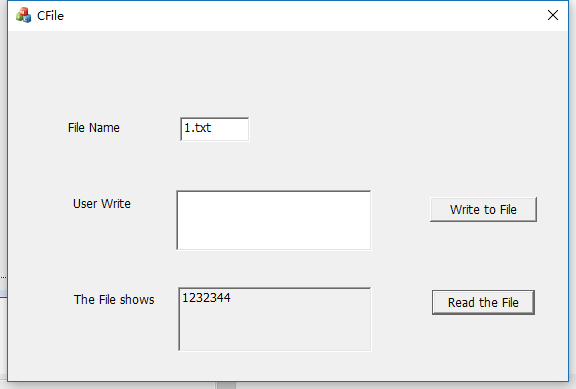 CFile
File Name
1.txt
User Write
Write to File
The File shows
1232344
Read the File